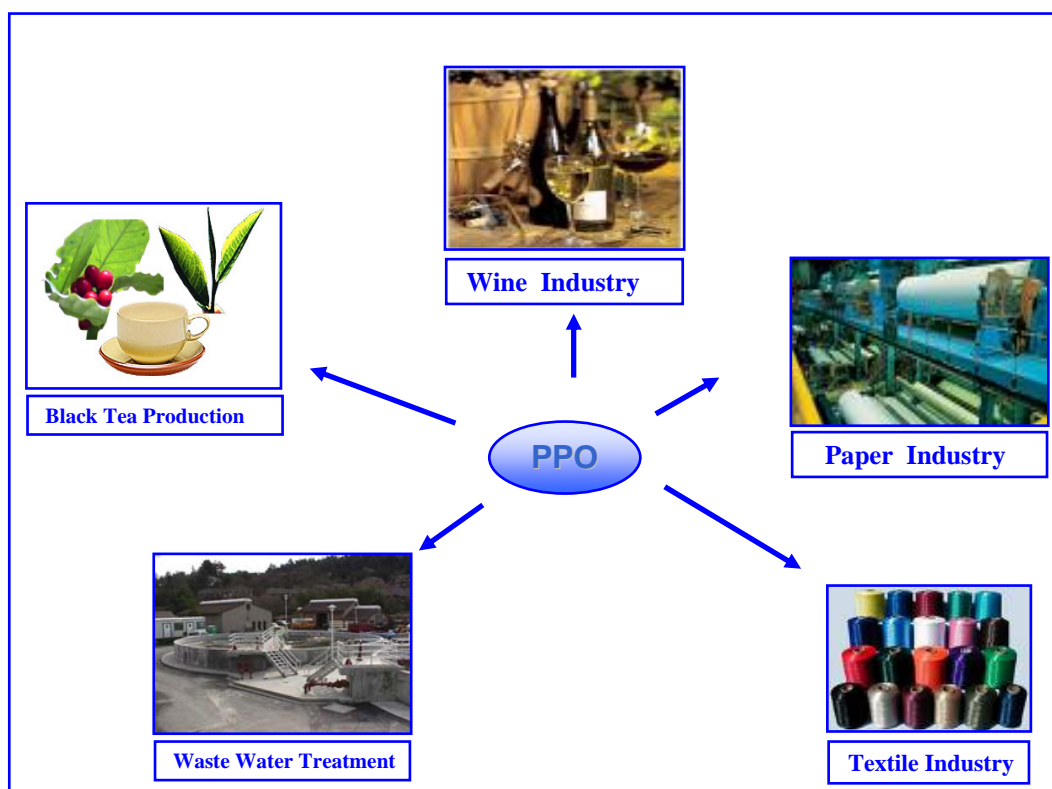 Wine Industry
Black Tea Production
Paper Industry
PPO
Waste Water Treatment
Textile Industry